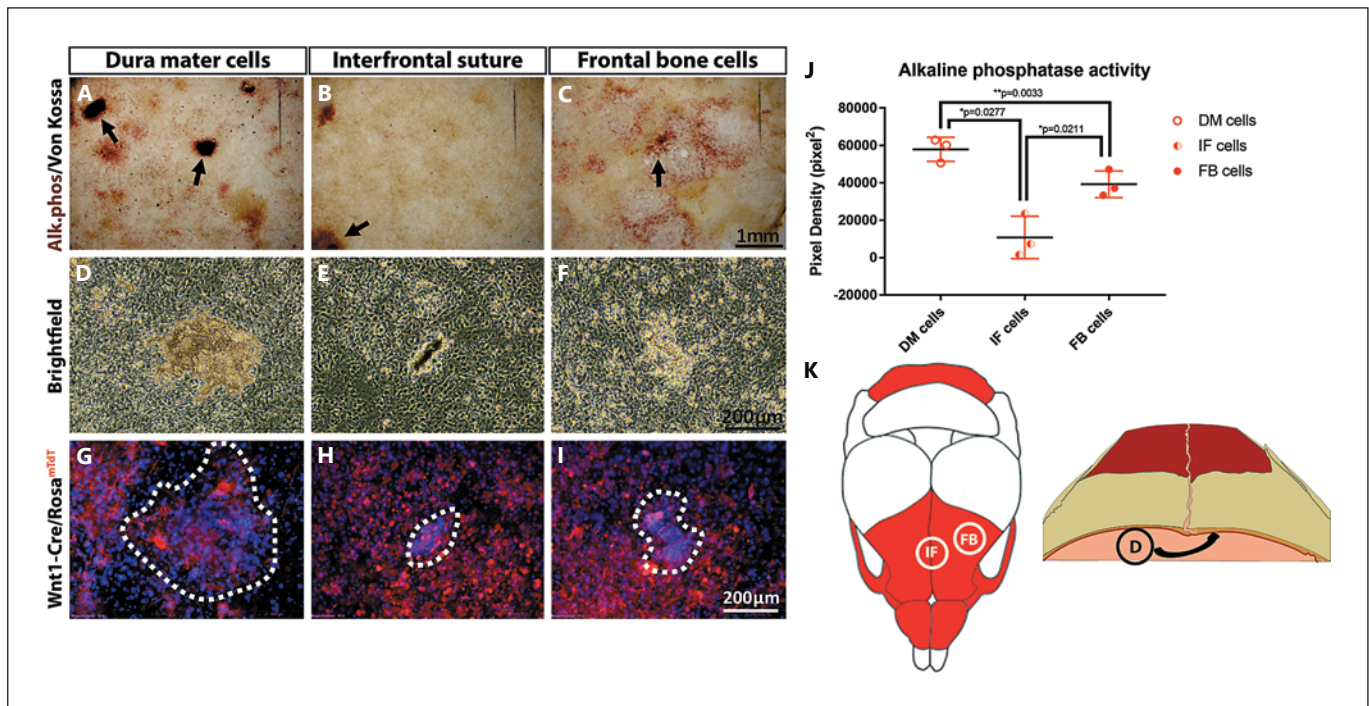 Dura mater cells
Interfrontal suture
Frontal bone cells
Alk.phos/Von Kossa
A
B
C
1mm
Brightfield
D
E
F
200µm
Wnt1-Cre/Rosa^mTdT
G
H
I
200µm
J
Alkaline phosphatase activity
**p=0.0033
*p=0.0277
*p=0.0211
Pixel Density (pixel²)
80000
60000
40000
20000
0
-20000
DM cells
IF cells
FB cells
DM cells
IF cells
FB cells
K
IF
FB
D